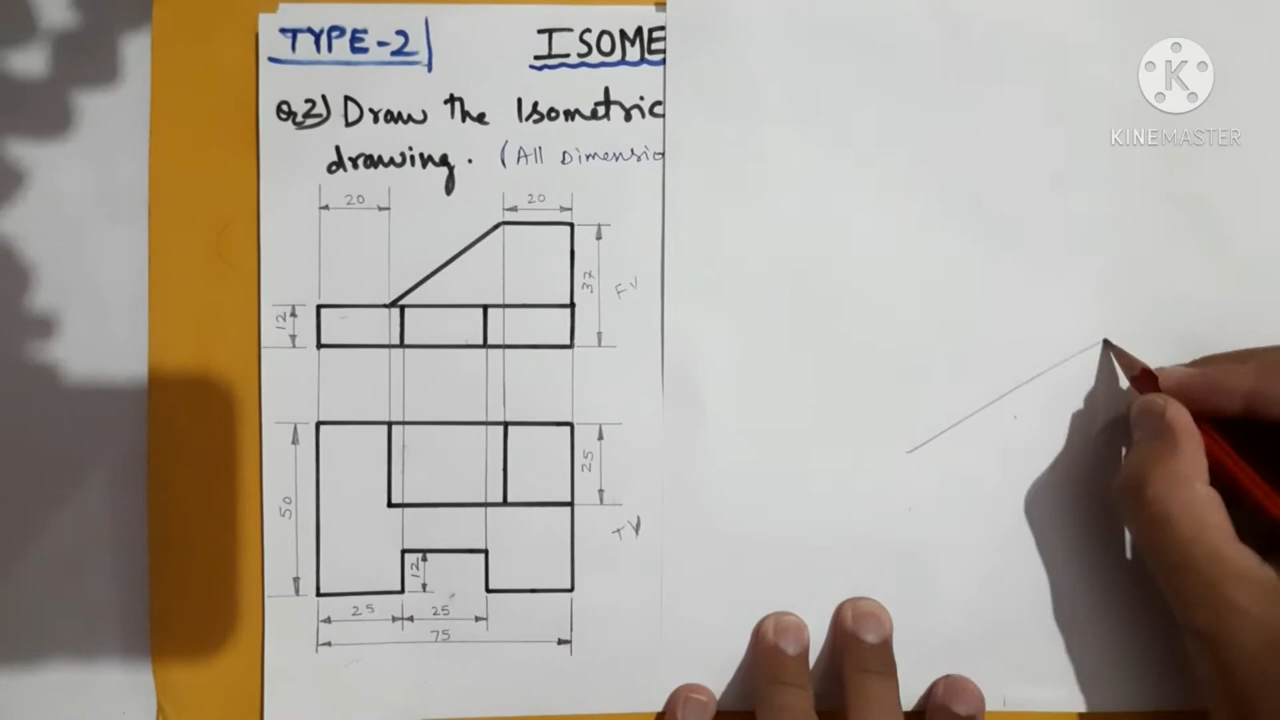 TYPE-2 ISOME
Q2) Draw the Isometric
drawing. (All Dimensio
20 20
12 37 FV
50 25
12 TV
25 25
75
K
KINEMASTER